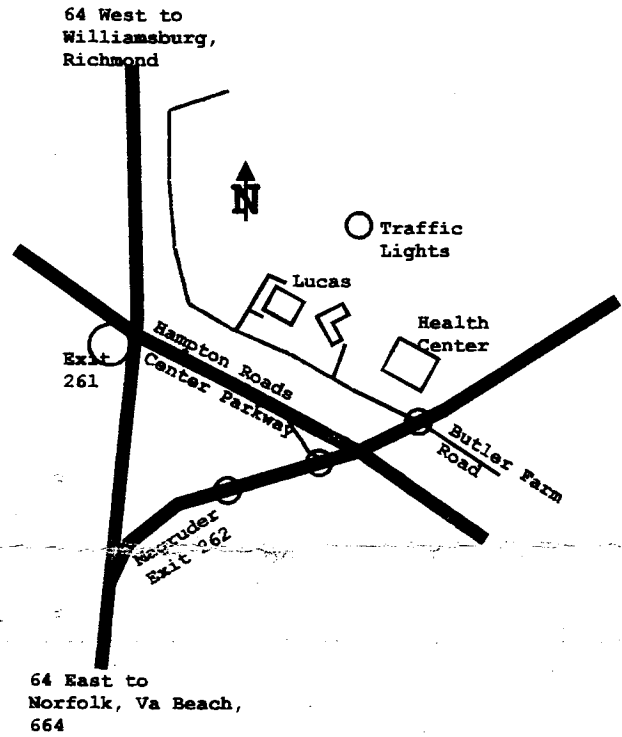 64 West to
Williamsburg,
Richmond
N
Traffic
Lights
Lucas
Health
Center
Hampton Roads
Center Parkway
Exit
261
Butler Farm
Road
Magruder
Exit 262
64 East to
Norfolk, Va Beach,
664